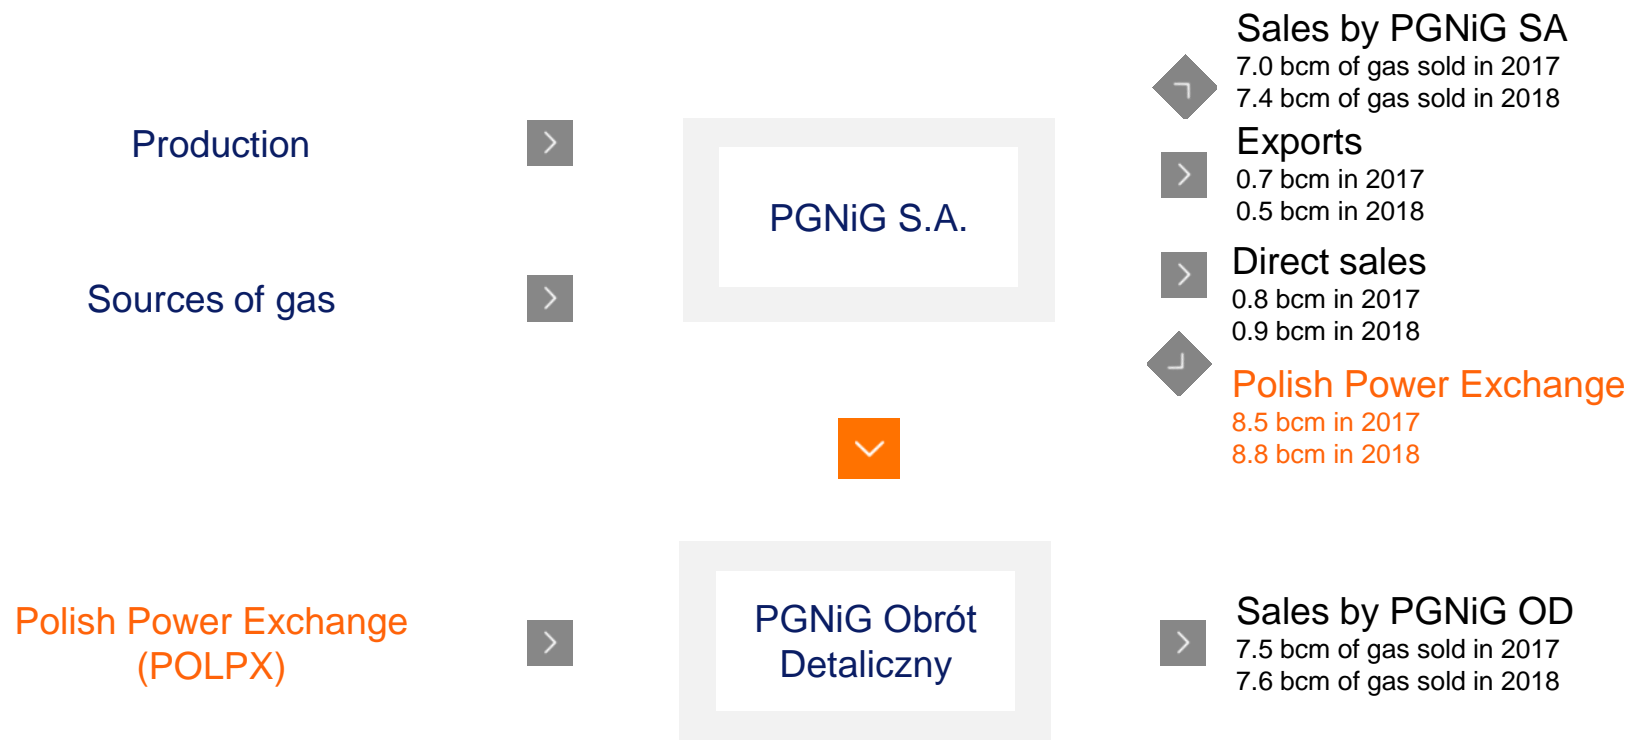 Production
Sources of gas
PGNiG S.A.
Sales by PGNiG SA
7.0 bcm of gas sold in 2017
7.4 bcm of gas sold in 2018
Exports
0.7 bcm in 2017
0.5 bcm in 2018
Direct sales
0.8 bcm in 2017
0.9 bcm in 2018
Polish Power Exchange
8.5 bcm in 2017
8.8 bcm in 2018
Polish Power Exchange
(POLPX)
PGNiG Obrót
Detaliczny
Sales by PGNiG OD
7.5 bcm of gas sold in 2017
7.6 bcm of gas sold in 2018